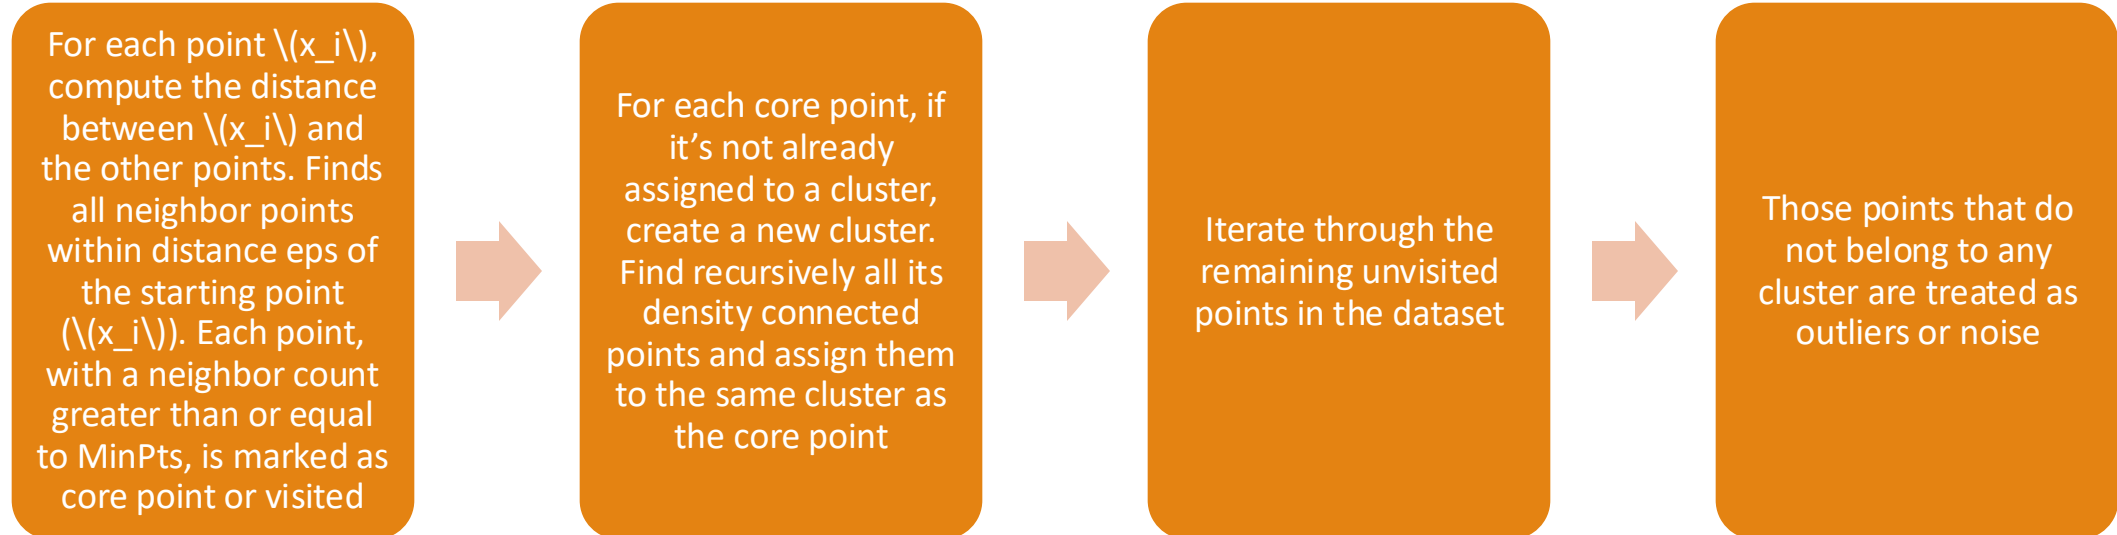 For each point \(x_i\),
compute the distance
between \(x_i\) and
the other points. Finds
all neighbor points
within distance eps of
the starting point
(\(x_i\)). Each point,
with a neighbor count
greater than or equal
to MinPts, is marked as
core point or visited
For each core point, if
it’s not already
assigned to a cluster,
create a new cluster.
Find recursively all its
density connected
points and assign them
to the same cluster as
the core point
Iterate through the
remaining unvisited
points in the dataset
Those points that do
not belong to any
cluster are treated as
outliers or noise